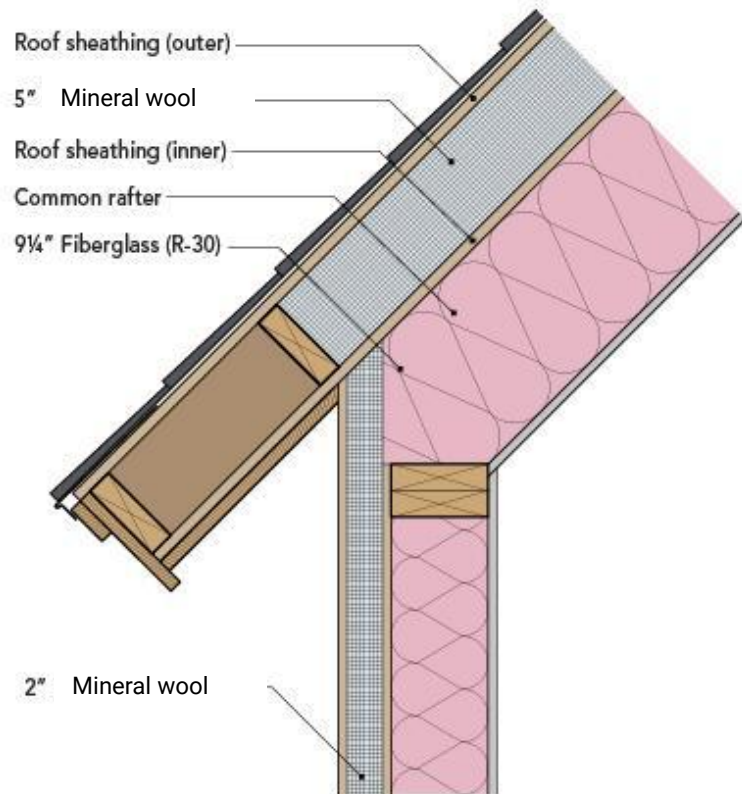 Roof sheathing (outer)
5" Mineral wool
Roof sheathing (inner)
Common rafter
9¼" Fiberglass (R-30)
2" Mineral wool